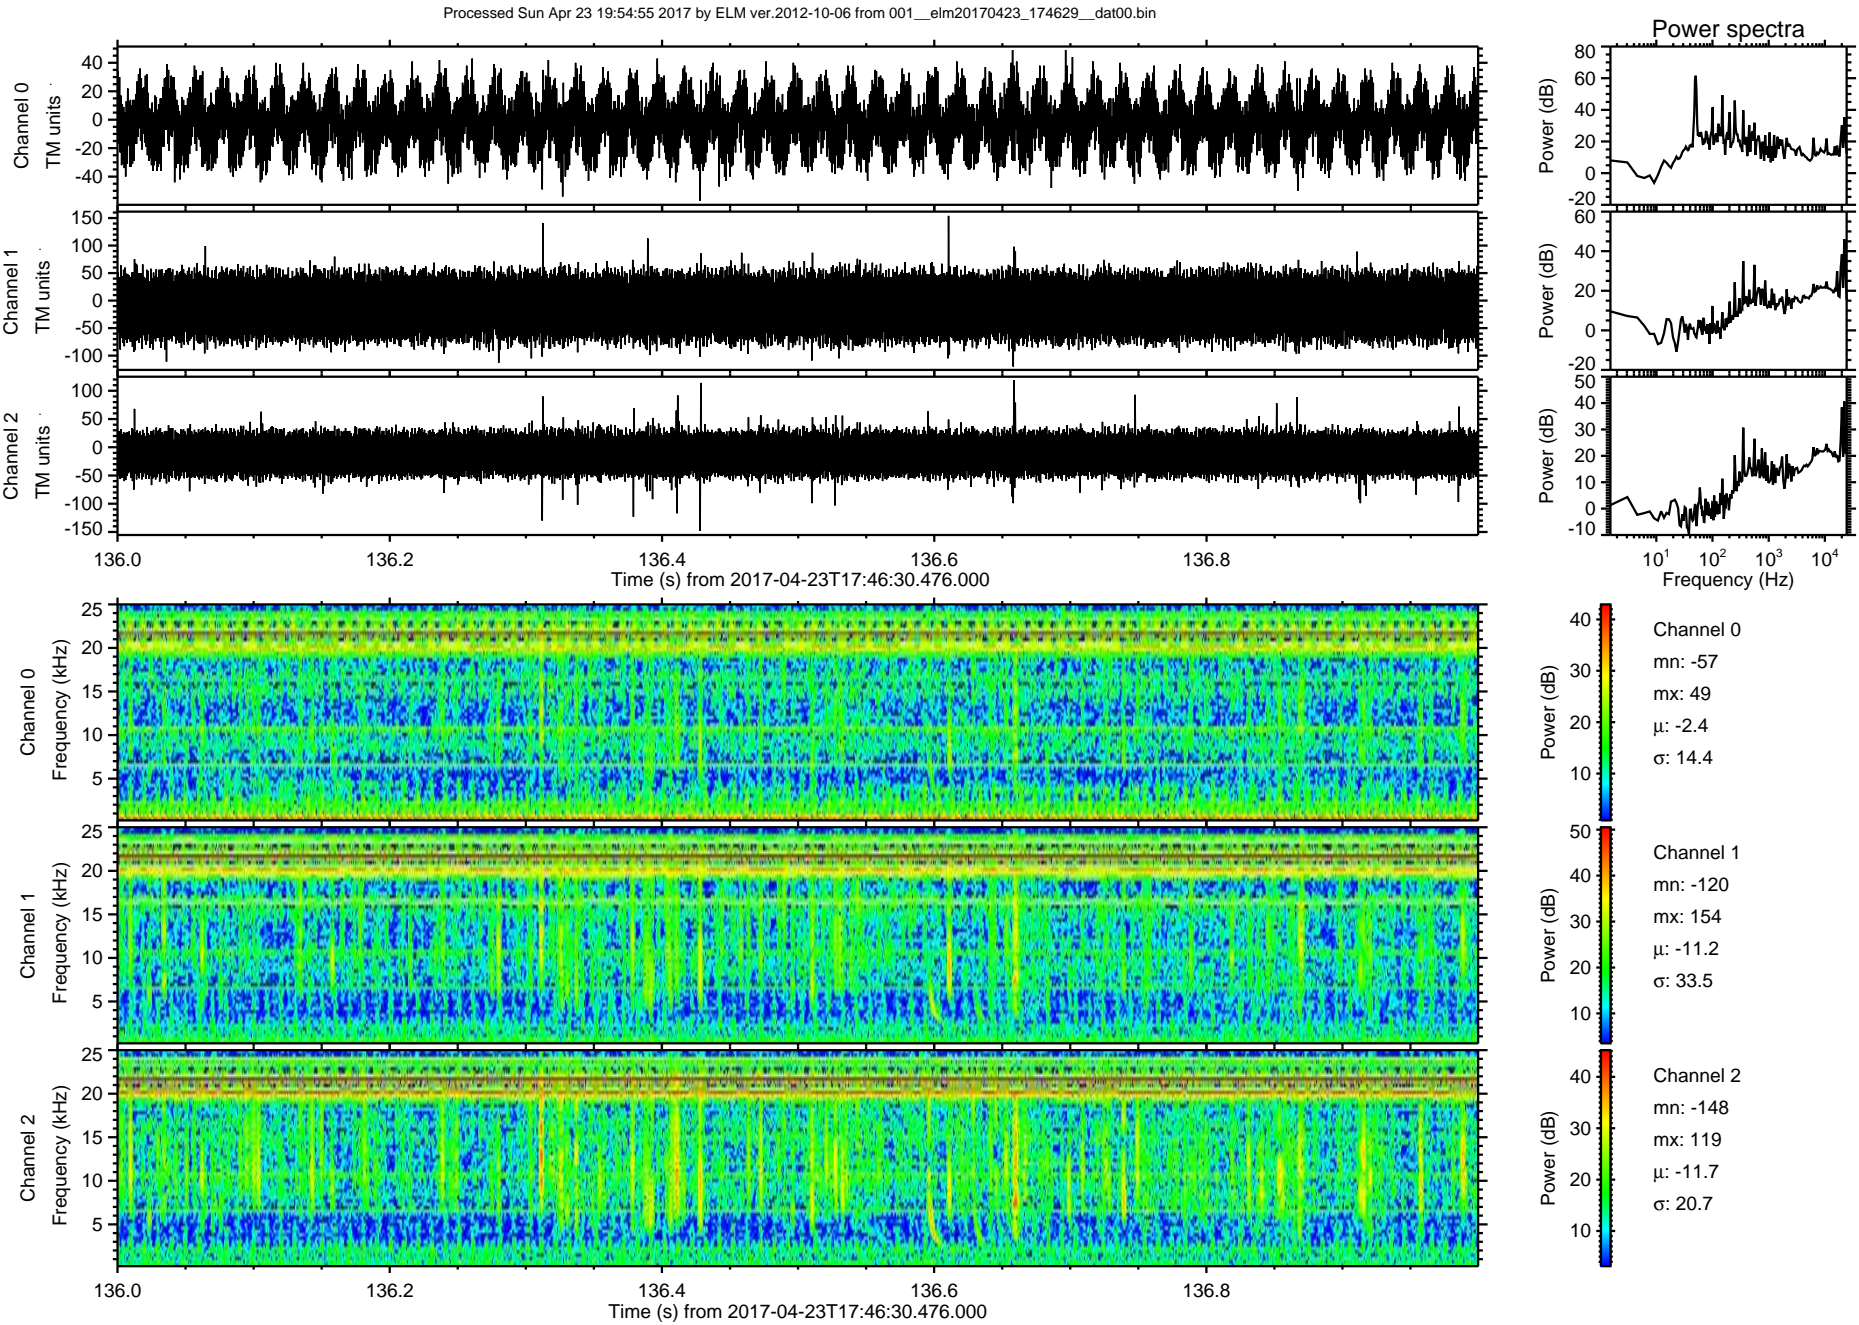 Processed Sun Apr 23 19:54:55 2017 by ELM ver.2012-10-06 from 001__elm20170423_174629__dat00.bin
Power spectra
Channel 0
TM units
40
20
0
-20
-40
Power (dB)
80
60
40
20
0
-20
Channel 1
TM units
150
100
50
0
-50
-100
Power (dB)
60
40
20
0
-20
Channel 2
TM units
100
50
0
-50
-100
-150
Power (dB)
50
40
30
20
10
0
-10
136.0 136.2 136.4 136.6 136.8
Time (s) from 2017-04-23T17:46:30.476.000
10^1 10^2 10^3 10^4
Frequency (Hz)
Channel 0
Frequency (kHz)
25
20
15
10
5
Power (dB)
40
30
20
10
Channel 0
mn: -57
mx: 49
μ: -2.4
σ: 14.4
Channel 1
Frequency (kHz)
25
20
15
10
5
Power (dB)
50
40
30
20
10
Channel 1
mn: -120
mx: 154
μ: -11.2
σ: 33.5
Channel 2
Frequency (kHz)
25
20
15
10
5
Power (dB)
40
30
20
10
Channel 2
mn: -148
mx: 119
μ: -11.7
σ: 20.7
136.0 136.2 136.4 136.6 136.8
Time (s) from 2017-04-23T17:46:30.476.000